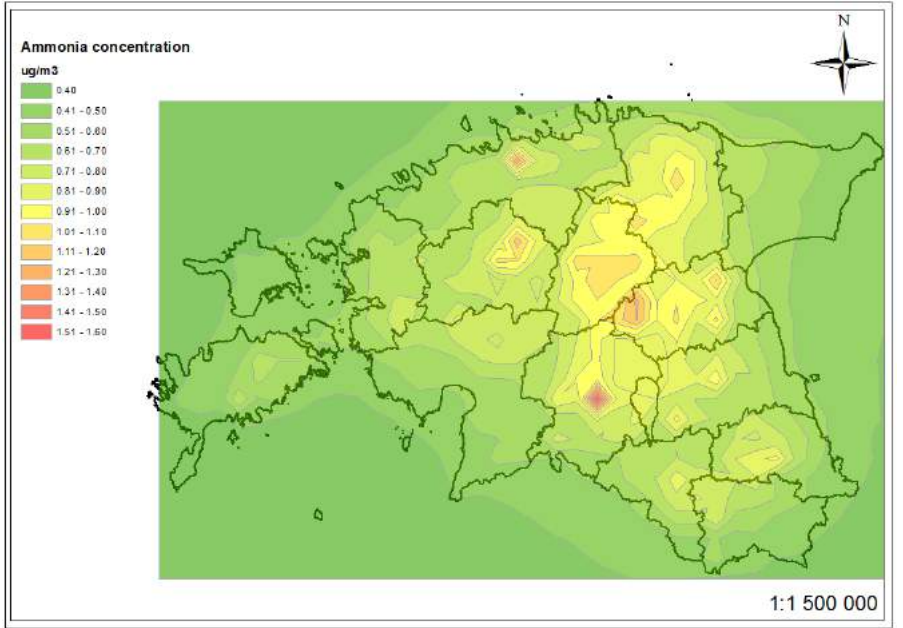 N
Ammonia concentration
ug/m3
0.40
0.41 - 0.50
0.51 - 0.60
0.61 - 0.70
0.71 - 0.80
0.81 - 0.90
0.91 - 1.00
1.01 - 1.10
1.11 - 1.20
1.21 - 1.30
1.31 - 1.40
1.41 - 1.50
1.51 - 1.60
1:1 500 000